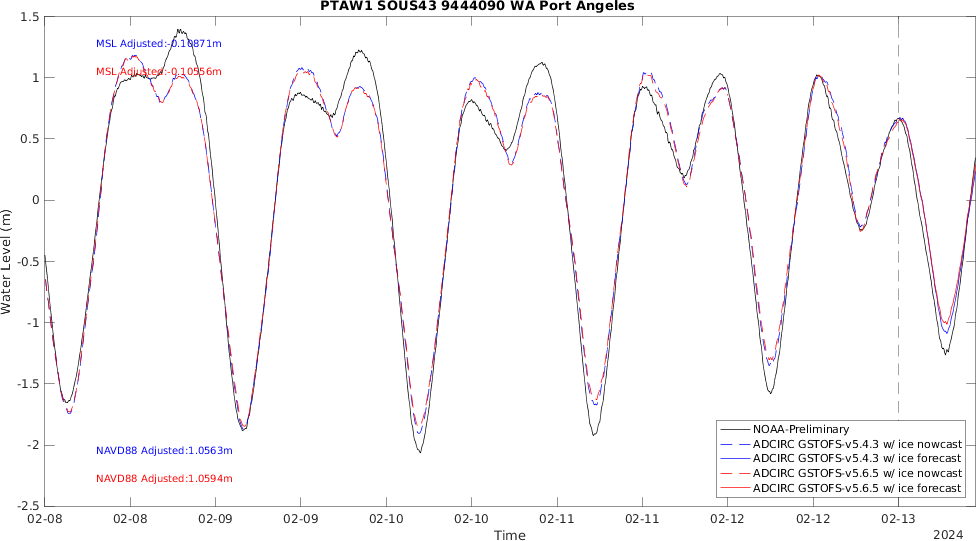 PTAW1 SOUS43 9444090 WA Port Angeles
1.5
MSL Adjusted:-0.10871m
MSL Adjusted:-0.10556m
1
0.5
0
-0.5
-1
-1.5
-2
-2.5
Water Level (m)
NAVD88 Adjusted:1.0563m
NAVD88 Adjusted:1.0594m
NOAA-Preliminary
ADCIRC GSTOFS-v5.4.3 w/ ice nowcast
ADCIRC GSTOFS-v5.4.3 w/ ice forecast
ADCIRC GSTOFS-v5.6.5 w/ ice nowcast
ADCIRC GSTOFS-v5.6.5 w/ ice forecast
02-08 02-08 02-09 02-09 02-10 02-10 02-11 02-11 02-12 02-12 02-13
Time
2024